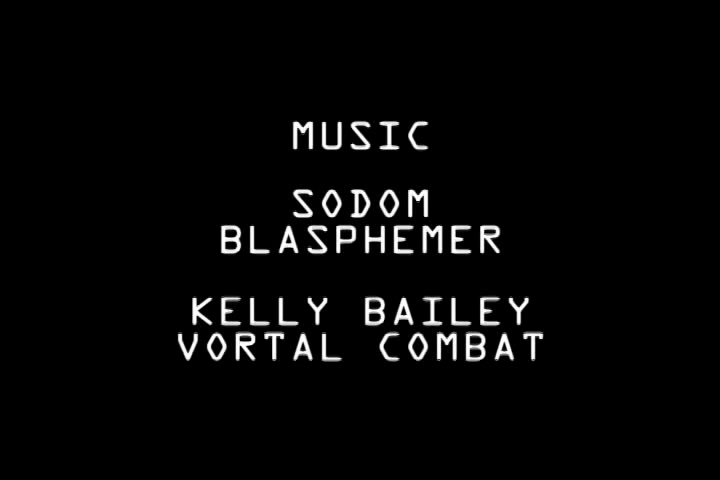 MUSIC
SODOM
BLASPHEMER
KELLY BAILEY
VORTAL COMBAT